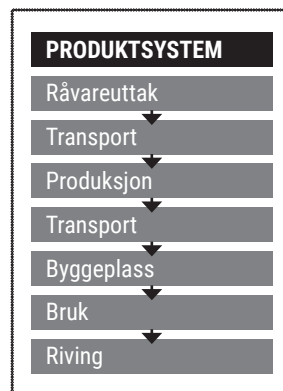 PRODUKTSYSTEM
Råvareuttak
Transport
Produksjon
Transport
Byggeplass
Bruk
Riving